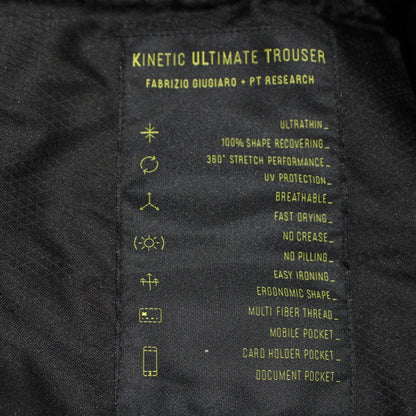 KINETIC ULTIMATE TROUSER
FABRIZIO GIUGIARO + PT RESEARCH
ULTRATHIN_
100% SHAPE RECOVERING_
360° STRETCH PERFORMANCE_
UV PROTECTION_
BREATHABLE_
FAST DRYING_
NO CREASE_
NO PILLING_
EASY IRONING_
ERGONOMIC SHAPE_
MULTI FIBER THREAD_
MOBILE POCKET_
CARD HOLDER POCKET_
DOCUMENT POCKET_